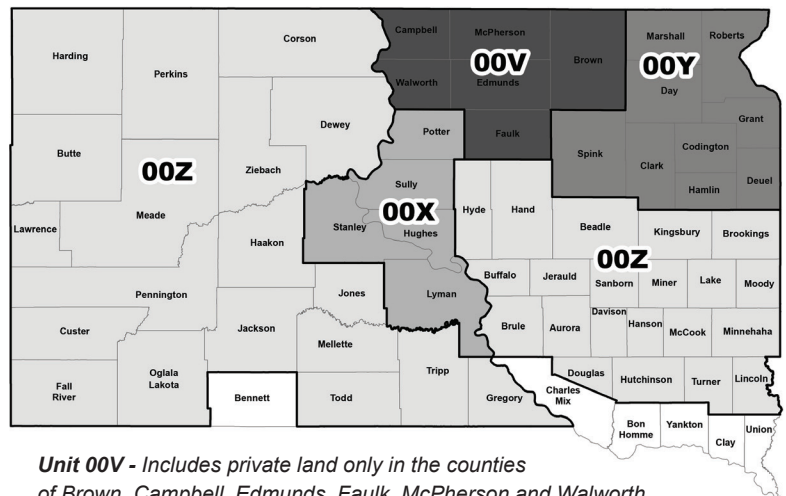 Harding
Perkins
Corson
Campbell
McPherson
Brown
Marshall
Roberts
00V
00Y
Walworth
Edmunds
Day
Dewey
Potter
Faulk
Grant
Butte
Ziebach
Spink
Codington
00Z
Clark
Deuel
Sully
Hamlin
Meade
00X
Hyde
Hand
Lawrence
Stanley
Hughes
Beadle
Kingsbury
Brookings
Haakon
00Z
Buffalo
Jerauld
Sanborn
Miner
Lake
Moody
Pennington
Jones
Lyman
Custer
Jackson
Brule
Aurora
Davison
Hanson
McCook
Minnehaha
Mellette
Oglala
Lakota
Tripp
Douglas
Hutchinson
Turner
Lincoln
Fall
River
Bennett
Todd
Gregory
Charles
Mix
Bon
Homme
Yankton
Clay
Union
Unit 00V - Includes private land only in the counties
of Brown, Campbell, Edmunds, Faulk, McPherson and Walworth